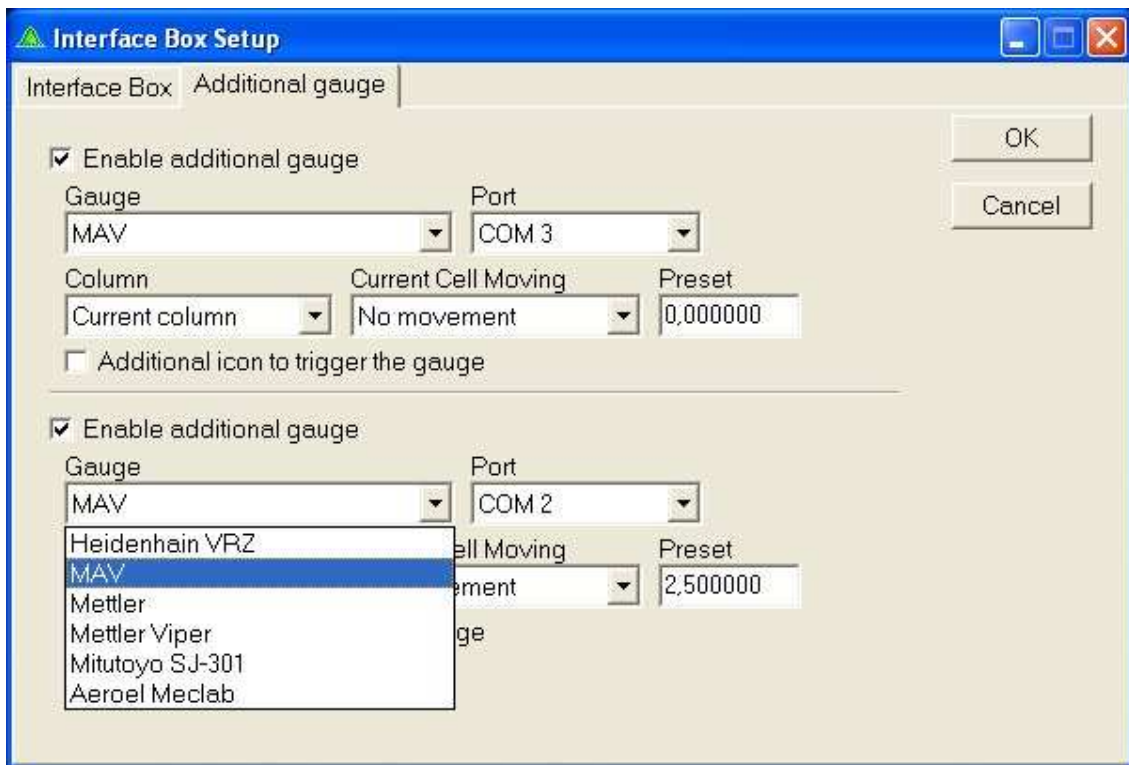 Interface Box Setup
Interface Box Additional gauge
OK
Cancel
Enable additional gauge
Gauge Port
MAV COM 3
Column Current Cell Moving Preset
Current column No movement 0,000000
Additional icon to trigger the gauge
Enable additional gauge
Gauge Port
MAV COM 2
Heidenhain VRZ
MAV
Mettler
Mettler Viper
Mitutoyo SJ-301
Aeroel Meclab
ell Moving Preset
ement 2,500000
ge